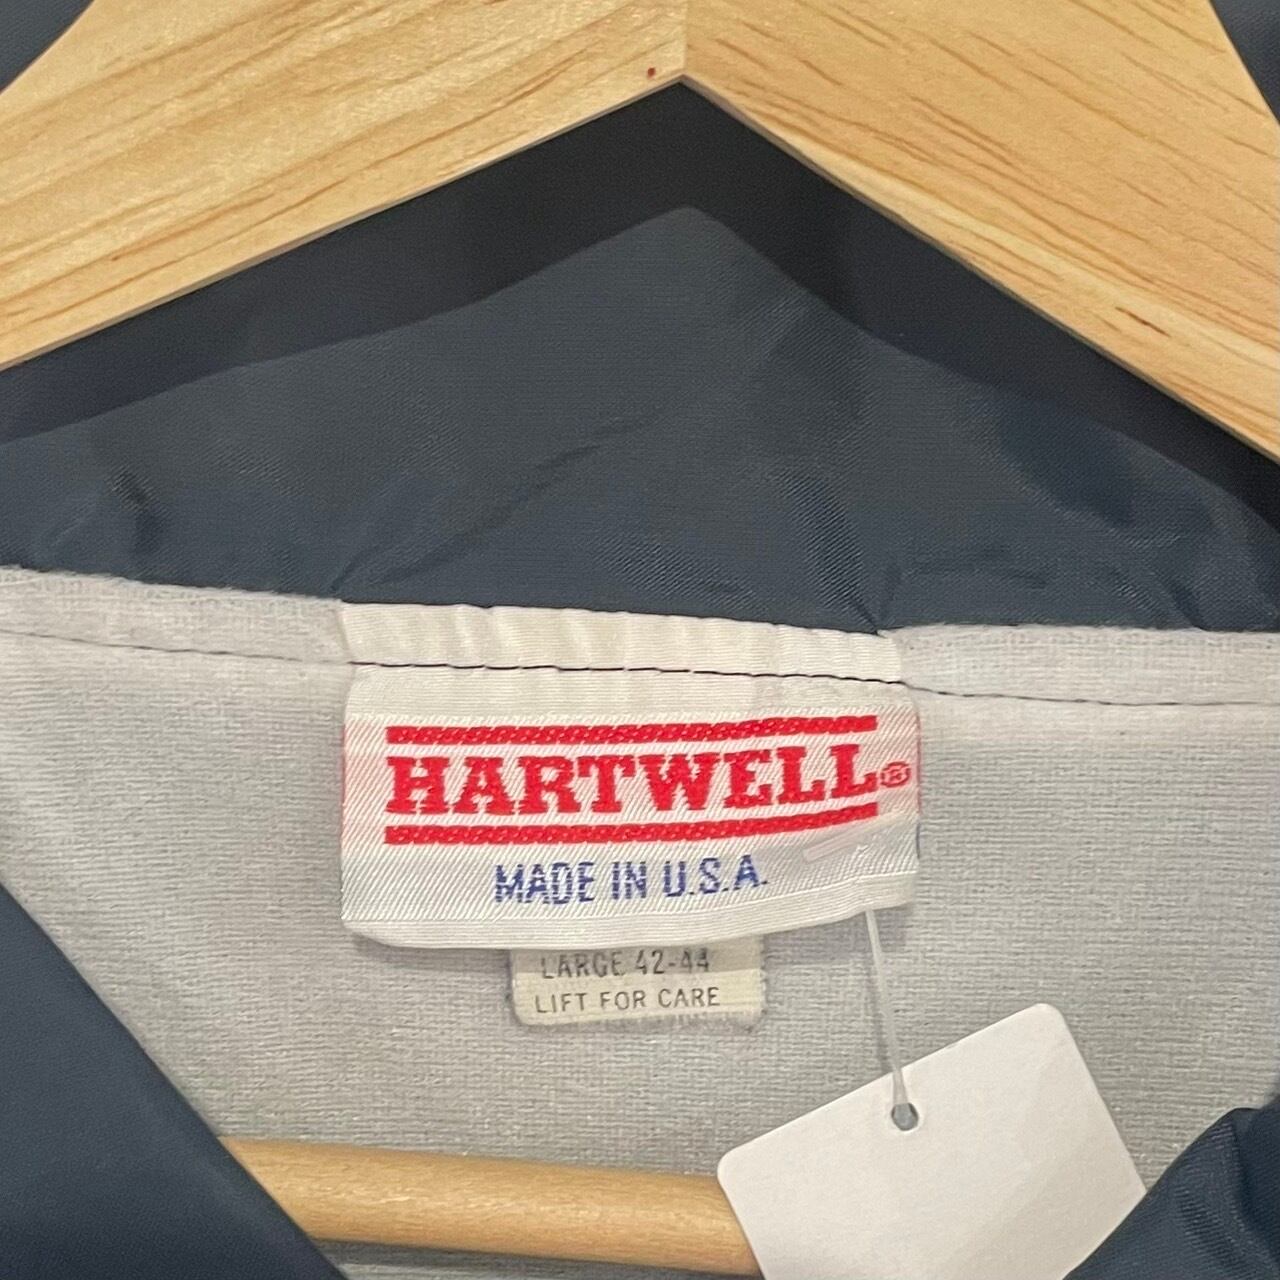 HARTWELL®
MADE IN U.S.A.
LARGE 42-44
LIFT FOR CARE